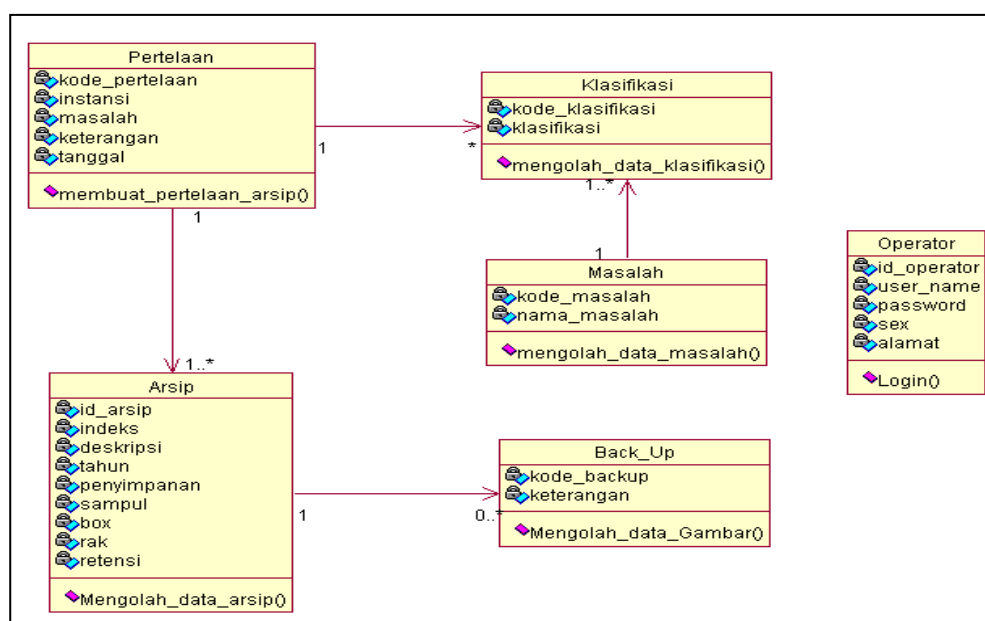 Pertelaan
kode_pertelaan
instansi
masalah
keterangan
tanggal
membuat_pertelaan_arsip()
1
*
1
1..*
Klasifikasi
kode_klasifikasi
klasifikasi
mengolah_data_klasifikasi()
1..*
1
Masalah
kode_masalah
nama_masalah
mengolah_data_masalah()
Operator
id_operator
user_name
password
sex
alamat
Login()
Arsip
id_arsip
indeks
deskripsi
tahun
penyimpanan
sampul
box
rak
retensi
Mengolah_data_arsip()
1
0..*
Back_Up
kode_backup
keterangan
Mengolah_data_Gambar()